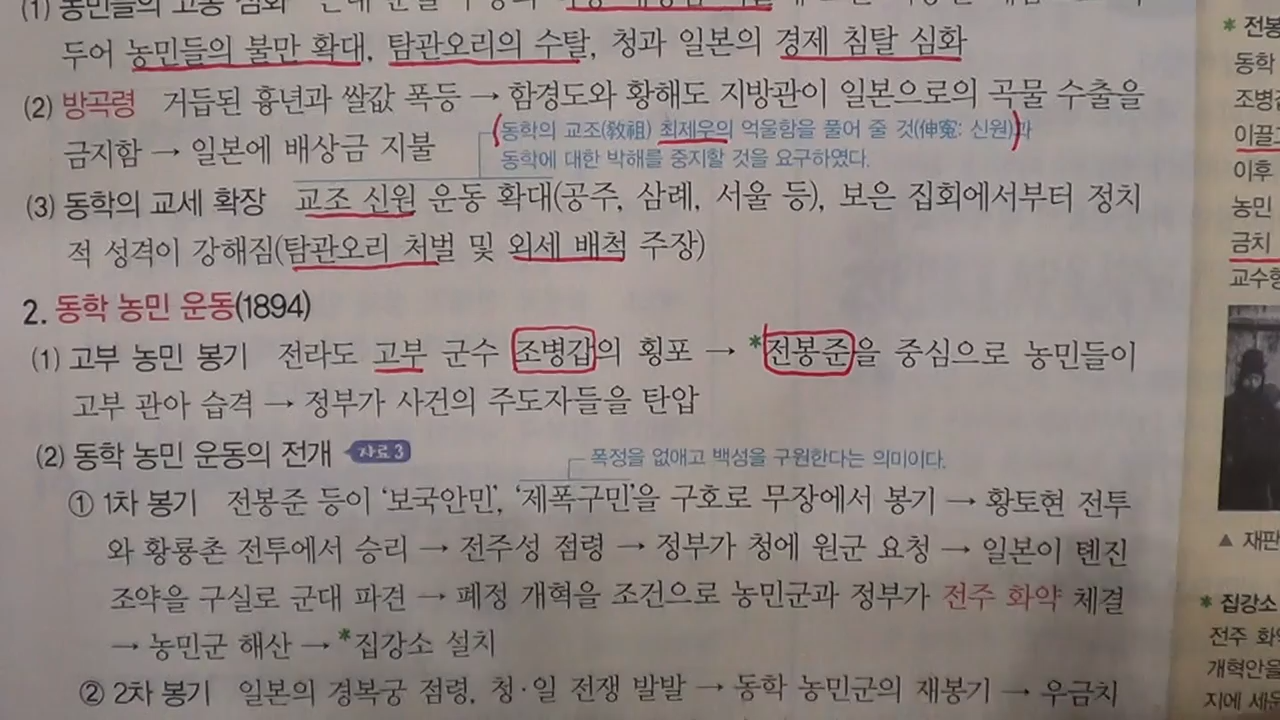 두어 농민들의 불만 확대, 탐관오리의 수탈, 청과 일본의 경제 침탈 심화
(2) 방곡령 거듭된 흉년과 쌀값 폭등 → 함경도와 황해도 지방관이 일본으로의 곡물 수출을
금지함 → 일본에 배상금 지불
동학의 교조(敎祖) 최제우의 억울함을 풀어 줄 것(伸冤: 신원)과
동학에 대한 박해를 중지할 것을 요구하였다.
(3) 동학의 교세 확장 교조 신원 운동 확대(공주, 삼례, 서울 등), 보은 집회에서부터 정치
적 성격이 강해짐(탐관오리 처벌 및 외세 배척 주장)
2. 동학 농민 운동(1894)
(1) 고부 농민 봉기 전라도 고부 군수 조병갑의 횡포 → *전봉준을 중심으로 농민들이
고부 관아 습격 → 정부가 사건의 주도자들을 탄압
(2) 동학 농민 운동의 전개 자료 3
폭정을 없애고 백성을 구원한다는 의미이다.
① 1차 봉기 전봉준 등이 ‘보국안민’, ‘제폭구민’을 구호로 무장에서 봉기 → 황토현 전투
와 황룡촌 전투에서 승리 → 전주성 점령 → 정부가 청에 원군 요청 → 일본이 톈진
조약을 구실로 군대 파견 → 폐정 개혁을 조건으로 농민군과 정부가 전주 화약 체결
→ 농민군 해산 → *집강소 설치
② 2차 봉기 일본의 경복궁 점령, 청·일 전쟁 발발 → 동학 농민군의 재봉기 → 우금치
동학
이후
농민
금치
▲ 재판
* 집강소
전주
개혁안을
지에